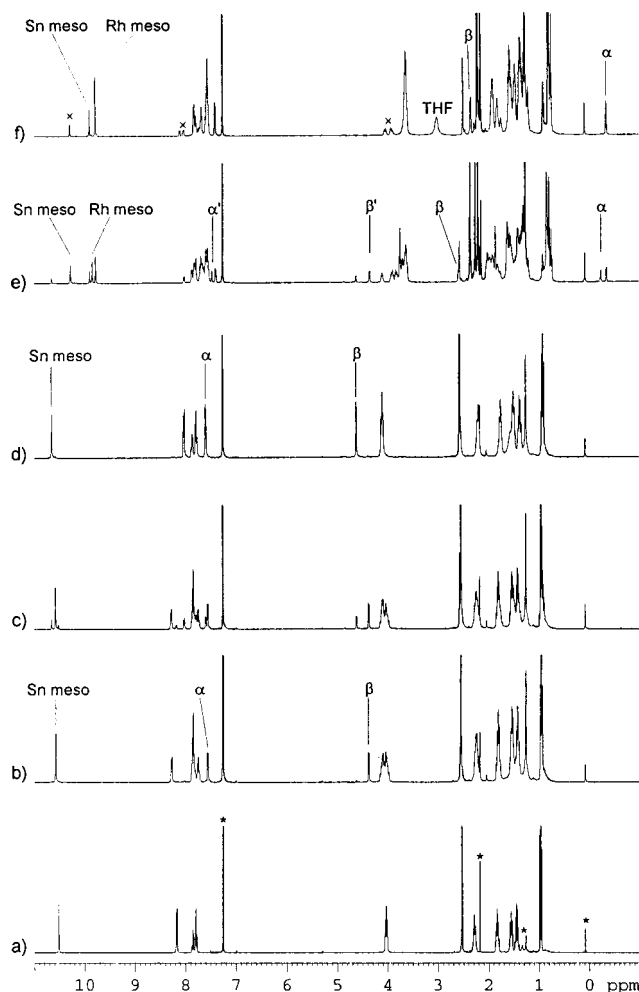 Sn meso Rh meso β α
× × THF ×
f)
Sn meso Rh meso α' β' β α
e)
Sn meso α β
d)
c)
Sn meso α β
b)
* * * *
a)
10 9 8 7 6 5 4 3 2 1 0 ppm